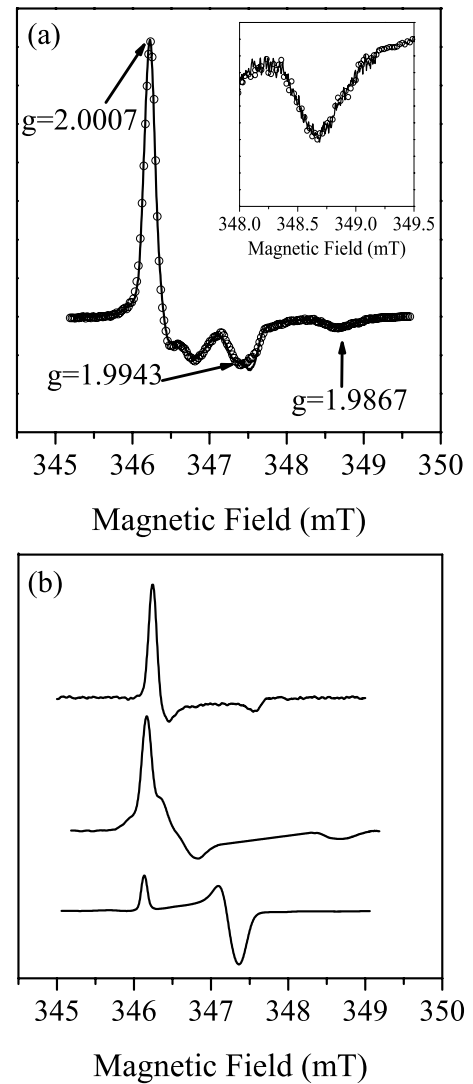 (a)
g=2.0007
348.0 348.5 349.0 349.5
Magnetic Field (mT)
g=1.9943
g=1.9867
345 346 347 348 349 350
Magnetic Field (mT)
(b)
345 346 347 348 349 350
Magnetic Field (mT)